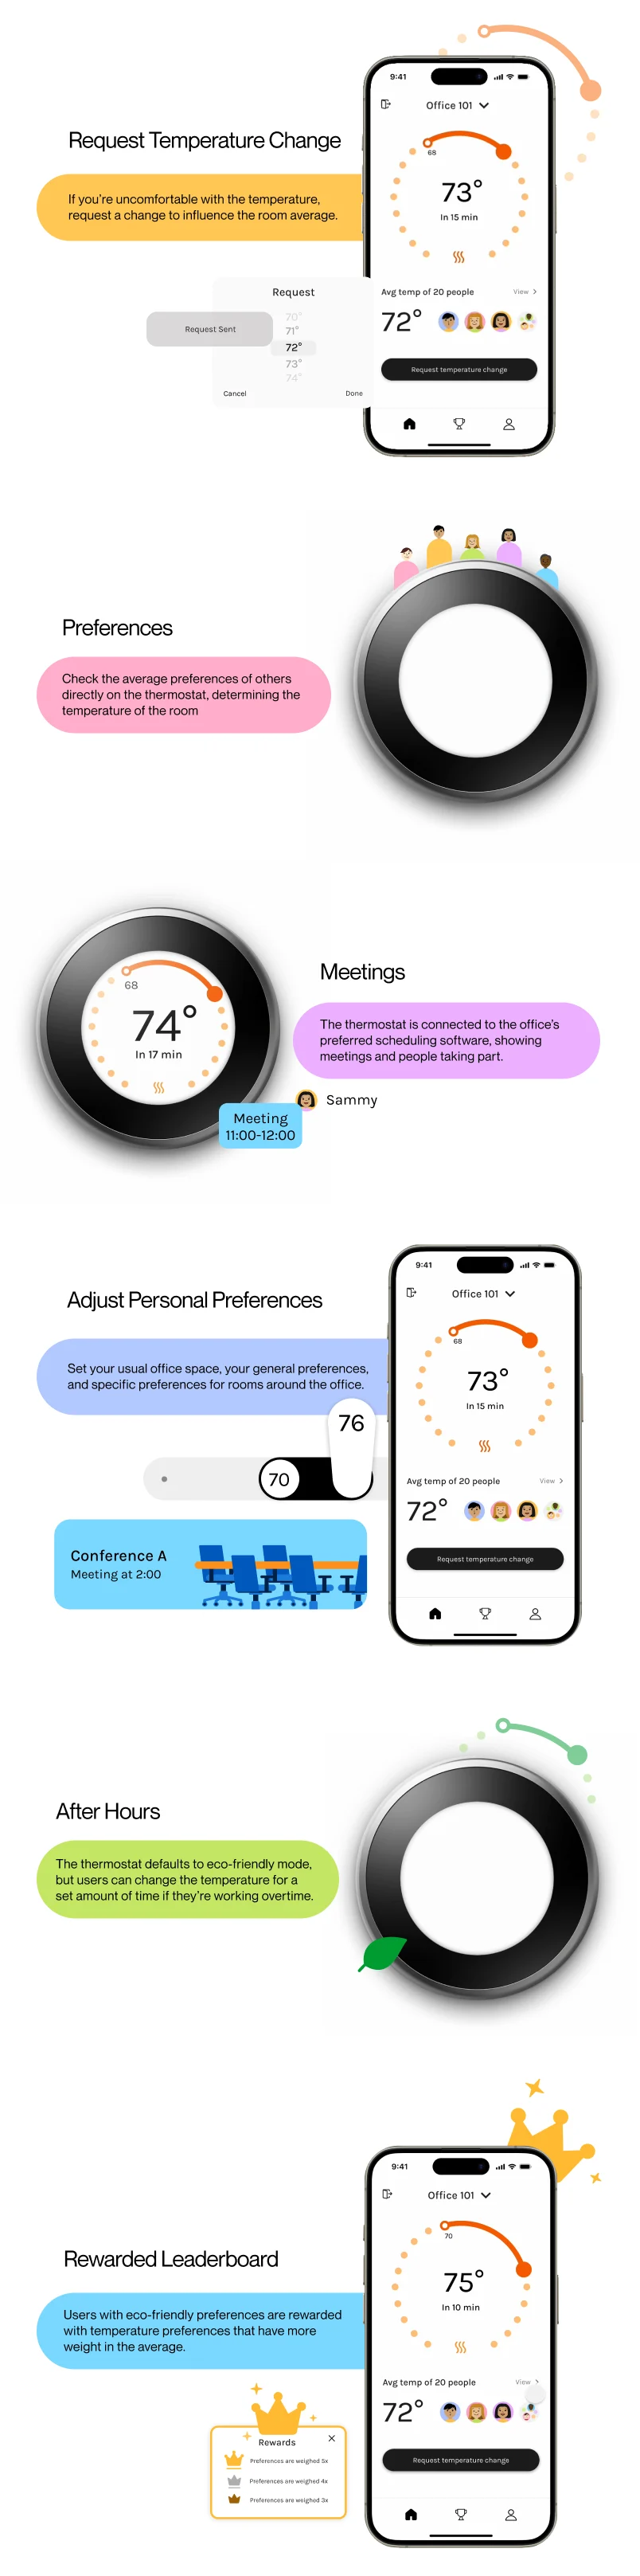 9:41
Office 101
Request Temperature Change
68
73°
In 15 min
If you're uncomfortable with the temperature,
request a change to influence the room average.
Avg temp of 20 people
View
72°
Request
70°
71°
72°
73°
74°
Request Sent
Cancel
Done
Request temperature change
Preferences
Check the average preferences of others
directly on the thermostat, determining the
temperature of the room
68
74°
In 17 min
Meetings
The thermostat is connected to the office's
preferred scheduling software, showing
meetings and people taking part.
Sammy
Meeting
11:00-12:00
9:41
Office 101
Adjust Personal Preferences
68
73°
In 15 min
Set your usual office space, your general preferences,
and specific preferences for rooms around the office.
76
70
Avg temp of 20 people
View
72°
Request temperature change
Conference A
Meeting at 2:00
After Hours
The thermostat defaults to eco-friendly mode,
but users can change the temperature for a
set amount of time if they're working overtime.
9:41
Office 101
70
75°
In 10 min
Rewarded Leaderboard
Users with eco-friendly preferences are rewarded
with temperature preferences that have more
weight in the average.
Avg temp of 20 people
View
72°
Request temperature change
Rewards
Preferences are weighed 5x
Preferences are weighed 4x
Preferences are weighed 3x